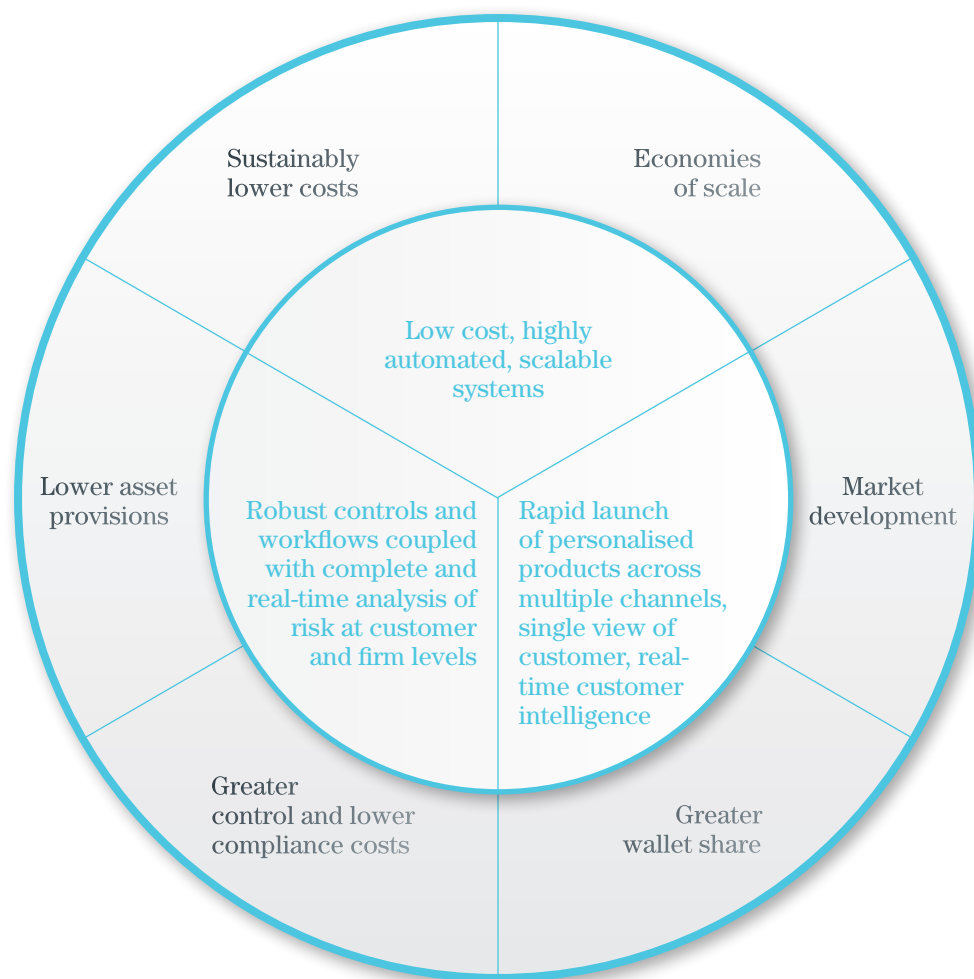 Sustainably
lower costs
Economies
of scale
Low cost, highly
automated, scalable
systems
Lower asset
provisions
Robust controls and
workflows coupled
with complete and
real-time analysis of
risk at customer
and firm levels
Rapid launch
of personalised
products across
multiple channels,
single view of
customer, real-
time customer
intelligence
Market
development
Greater
control and lower
compliance costs
Greater
wallet share